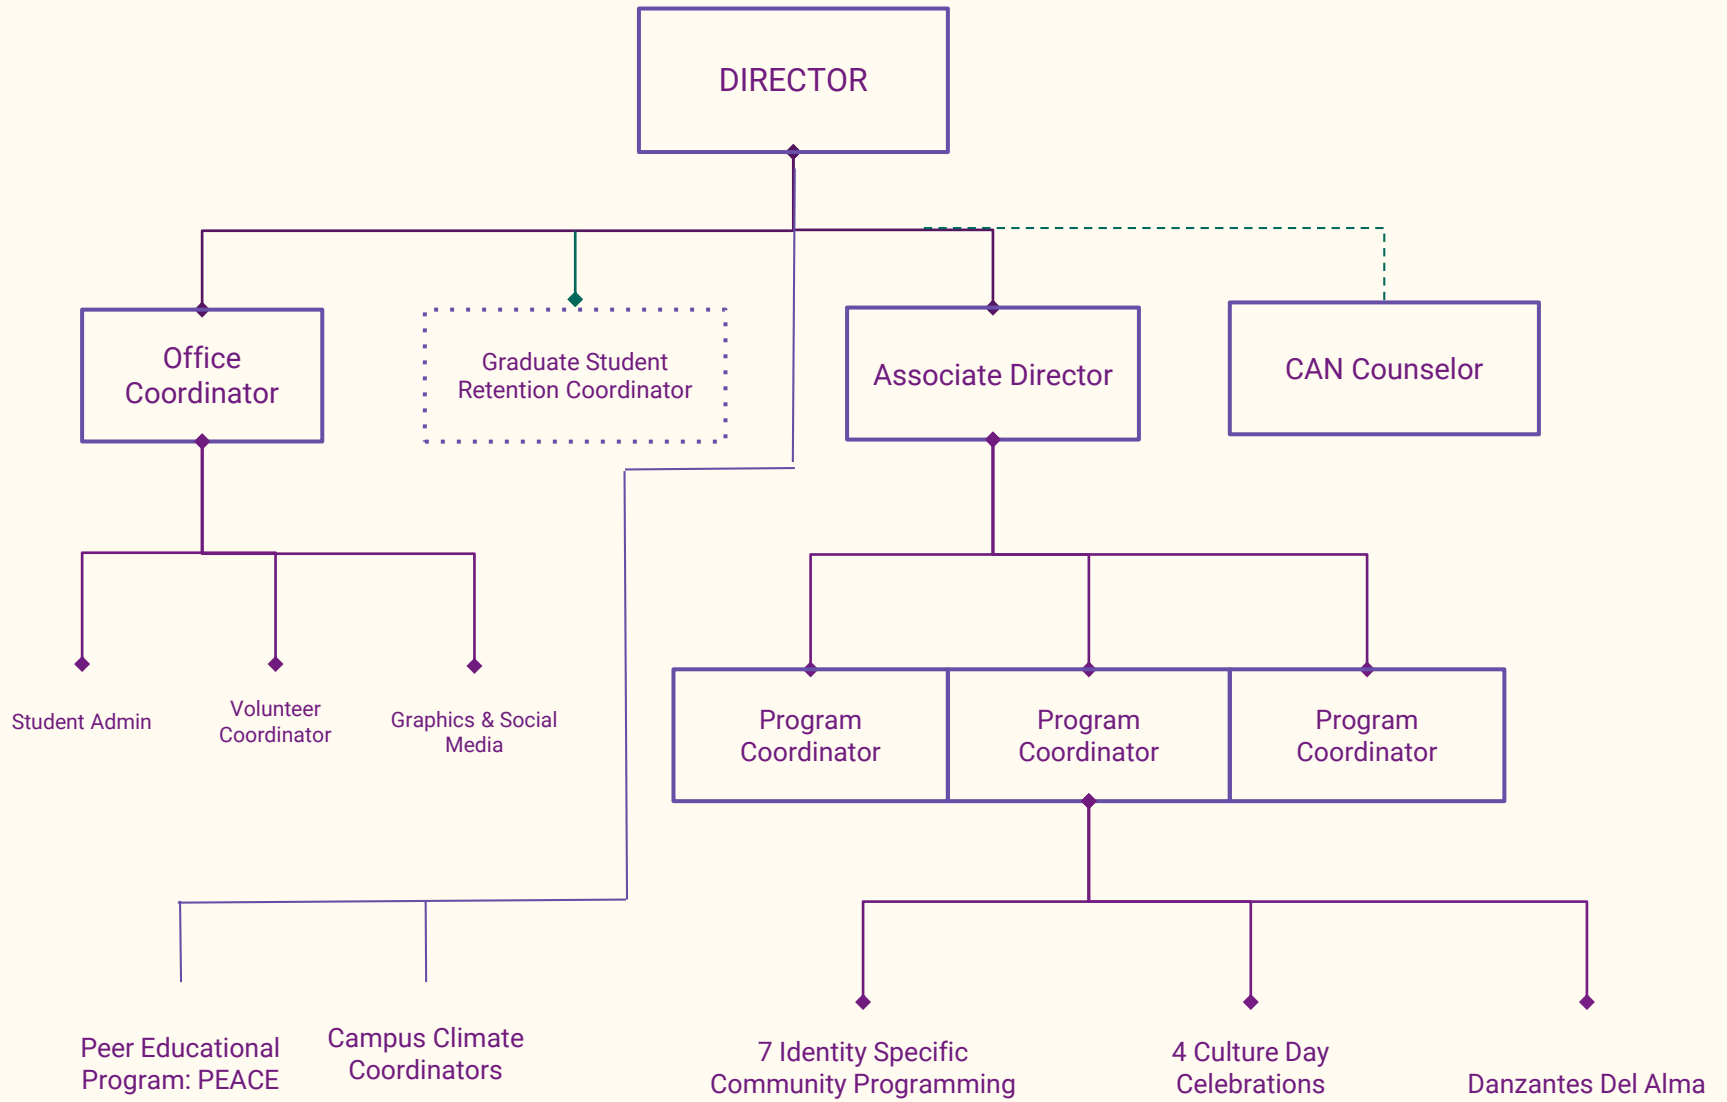 DIRECTOR
Office
Coordinator
Graduate Student
Retention Coordinator
Associate Director
CAN Counselor
Student Admin
Volunteer
Coordinator
Graphics & Social
Media
Program
Coordinator
Program
Coordinator
Program
Coordinator
Peer Educational
Program: PEACE
Campus Climate
Coordinators
7 Identity Specific
Community Programming
4 Culture Day
Celebrations
Danzantes Del Alma